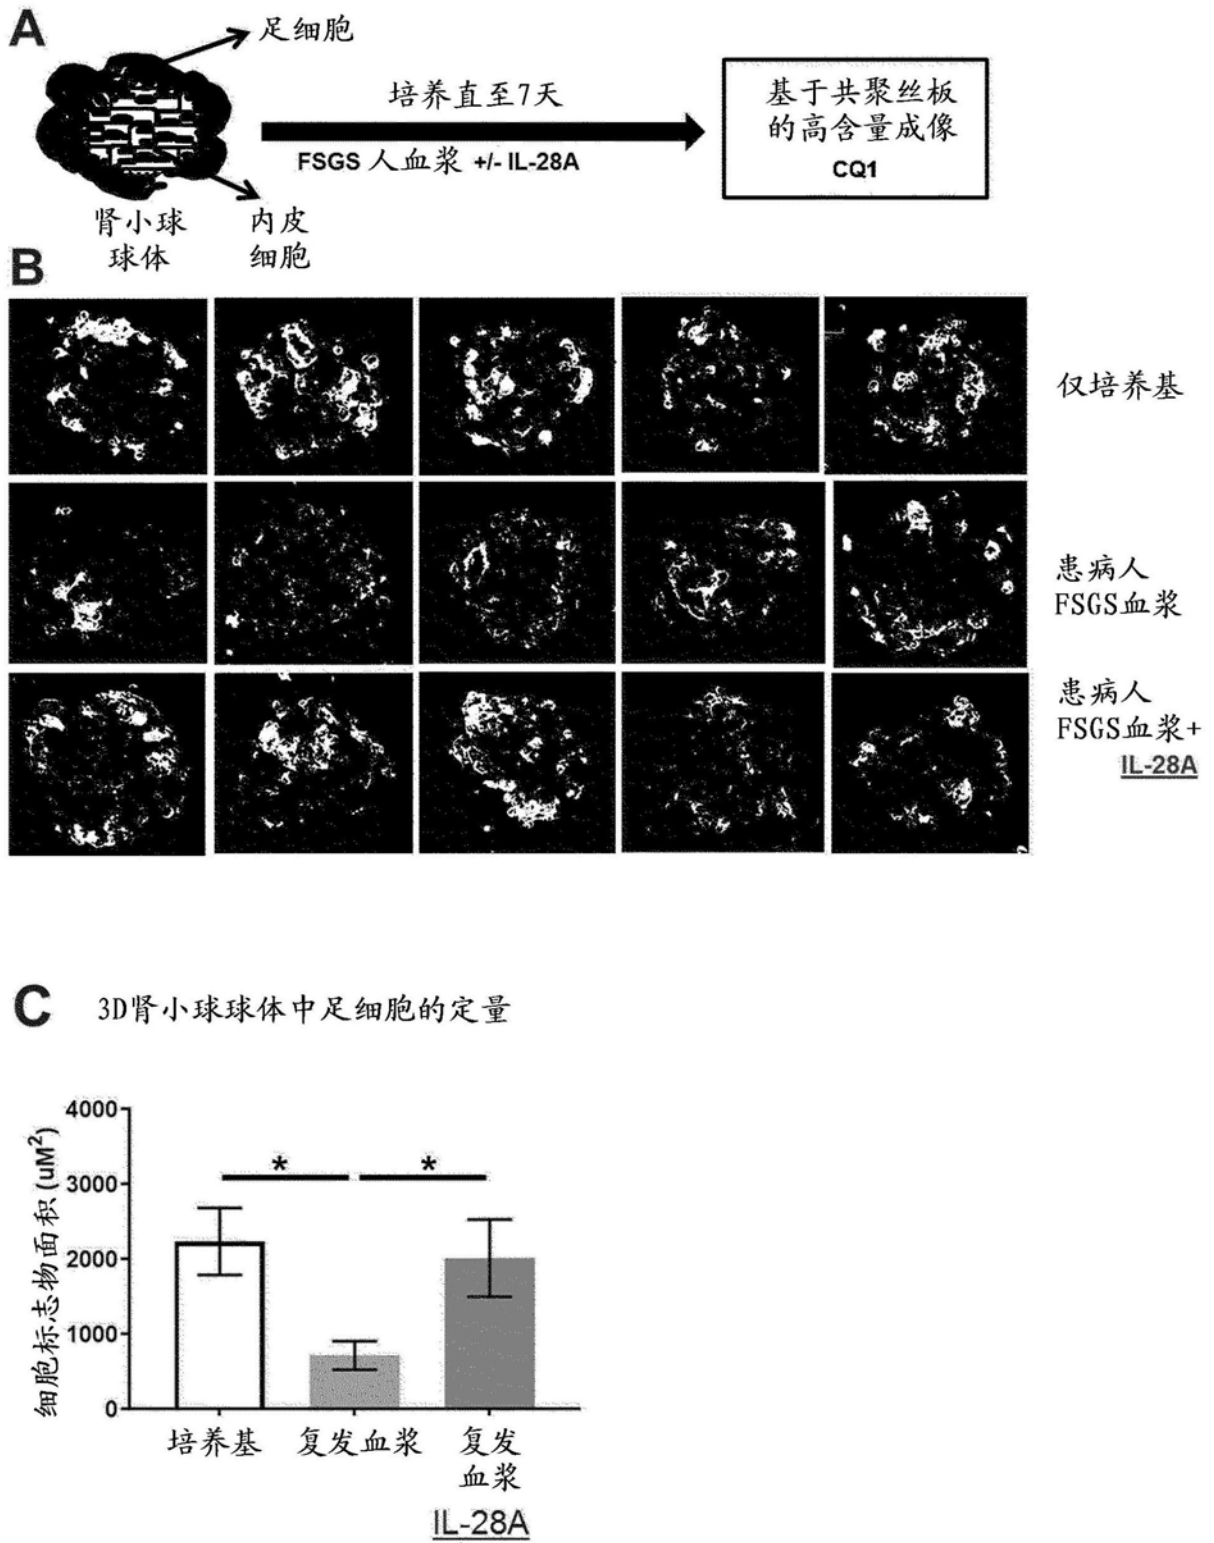 A
足细胞
培养直至7天
FSGS 人血浆 +/- IL-28A
基于共聚丝板
的高含量成像
CQ1
肾小球
球体
内皮
细胞
B
仅培养基
患病人
FSGS血浆
患病人
FSGS血浆+
IL-28A
C
3D肾小球球体中足细胞的定量
细胞标志物面积(uM²)
4000
3000
2000
1000
0
*
*
培养基
复发血浆
复发
血浆
IL-28A